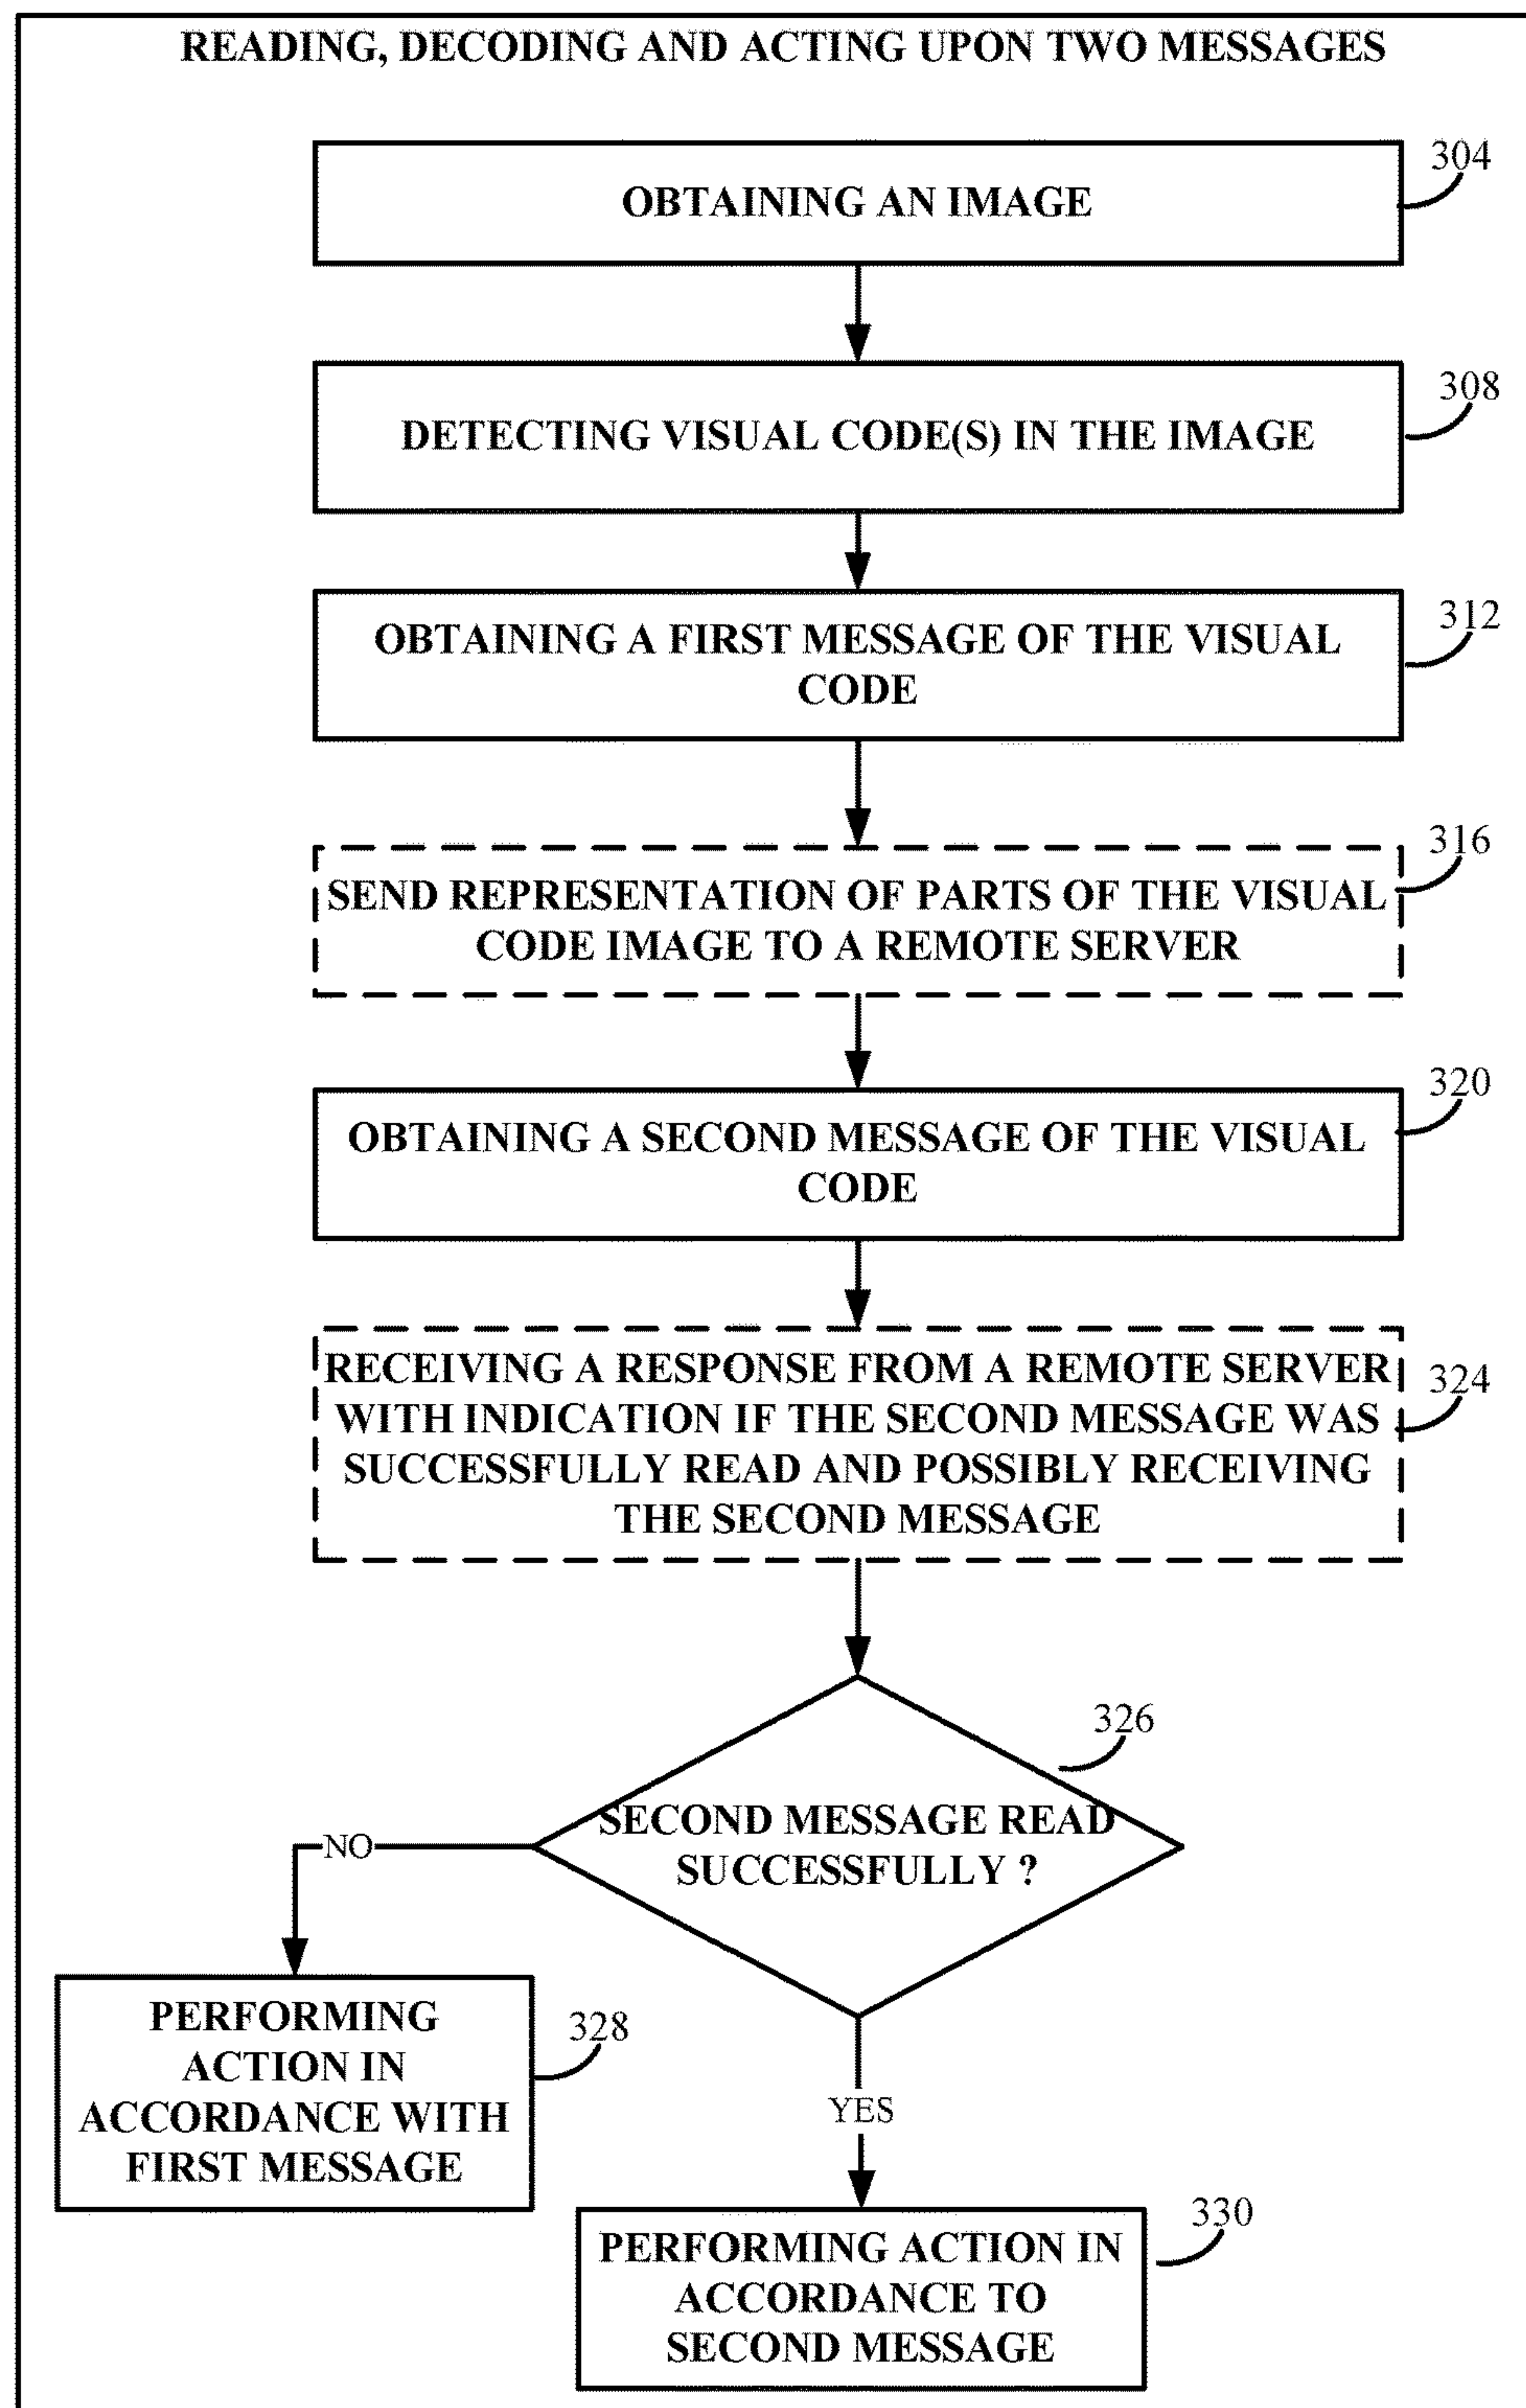 READING, DECODING AND ACTING UPON TWO MESSAGES
304
OBTAINING AN IMAGE
308
DETECTING VISUAL CODE(S) IN THE IMAGE
312
OBTAINING A FIRST MESSAGE OF THE VISUAL
CODE
316
SEND REPRESENTATION OF PARTS OF THE VISUAL
CODE IMAGE TO A REMOTE SERVER
320
OBTAINING A SECOND MESSAGE OF THE VISUAL
CODE
324
RECEIVING A RESPONSE FROM A REMOTE SERVER
WITH INDICATION IF THE SECOND MESSAGE WAS
SUCCESSFULLY READ AND POSSIBLY RECEIVING
THE SECOND MESSAGE
326
SECOND MESSAGE READ
SUCCESSFULLY ?
NO
328
PERFORMING
ACTION IN
ACCORDANCE WITH
FIRST MESSAGE
YES
330
PERFORMING ACTION IN
ACCORDANCE TO
SECOND MESSAGE